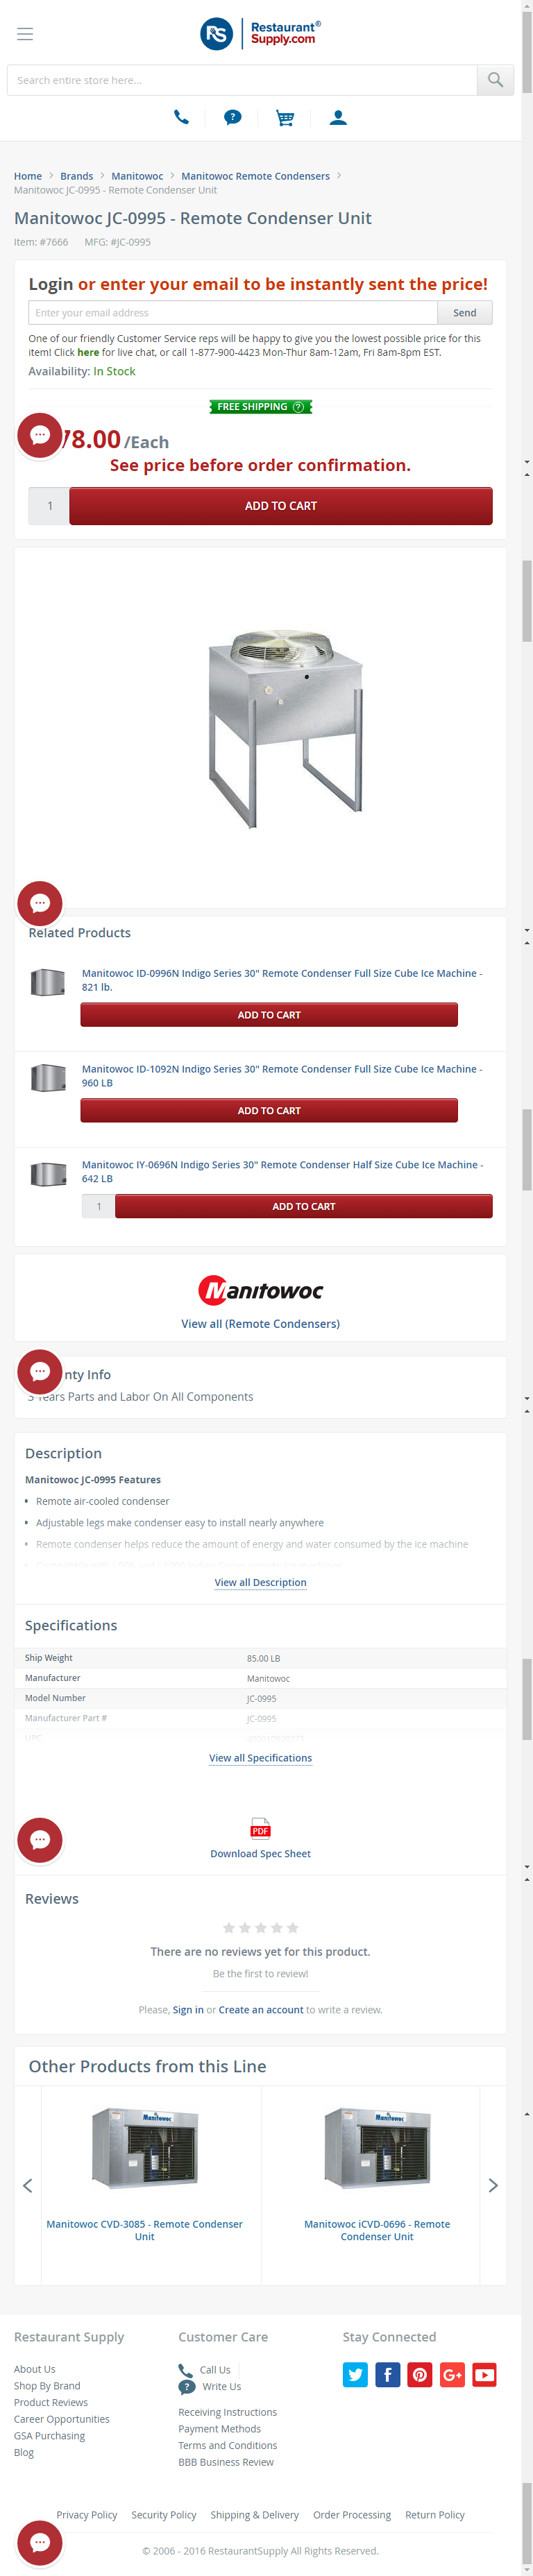 RS Restaurant®
Supply.com
Search entire store here...
?
Home > Brands > Manitowoc > Manitowoc Remote Condensers >
Manitowoc JC-0995 - Remote Condenser Unit
Manitowoc JC-0995 - Remote Condenser Unit
Item: #7666 MFG: #JC-0995
Login or enter your email to be instantly sent the price!
Enter your email address Send
One of our friendly Customer Service reps will be happy to give you the lowest possible price for this
item! Click here for live chat, or call 1-877-900-4423 Mon-Thur 8am-12am, Fri 8am-8pm EST.
Availability: In Stock
FREE SHIPPING ?
78.00 /Each
See price before order confirmation.
1 ADD TO CART
Related Products
Manitowoc ID-0996N Indigo Series 30" Remote Condenser Full Size Cube Ice Machine -
821 lb.
ADD TO CART
Manitowoc ID-1092N Indigo Series 30" Remote Condenser Full Size Cube Ice Machine -
960 LB
ADD TO CART
Manitowoc IY-0696N Indigo Series 30" Remote Condenser Half Size Cube Ice Machine -
642 LB
1 ADD TO CART
Manitowoc
View all (Remote Condensers)
nty Info
3 Years Parts and Labor On All Components
Description
Manitowoc JC-0995 Features
Remote air-cooled condenser
Adjustable legs make condenser easy to install nearly anywhere
Remote condenser helps reduce the amount of energy and water consumed by the ice machine
View all Description
Specifications
Ship Weight 85.00 LB
Manufacturer Manitowoc
Model Number JC-0995
Manufacturer Part # JC-0995
UPC
View all Specifications
PDF
Download Spec Sheet
Reviews
There are no reviews yet for this product.
Be the first to review!
Please, Sign in or Create an account to write a review.
Other Products from this Line
Manitowoc Manitowoc
Manitowoc CVD-3085 - Remote Condenser
Unit
Manitowoc iCVD-0696 - Remote
Condenser Unit
Restaurant Supply
About Us
Shop By Brand
Product Reviews
Career Opportunities
GSA Purchasing
Blog
Customer Care
Call Us
? Write Us
Receiving Instructions
Payment Methods
Terms and Conditions
BBB Business Review
Stay Connected
f G+
Privacy Policy Security Policy Shipping & Delivery Order Processing Return Policy
© 2006 - 2016 RestaurantSupply All Rights Reserved.